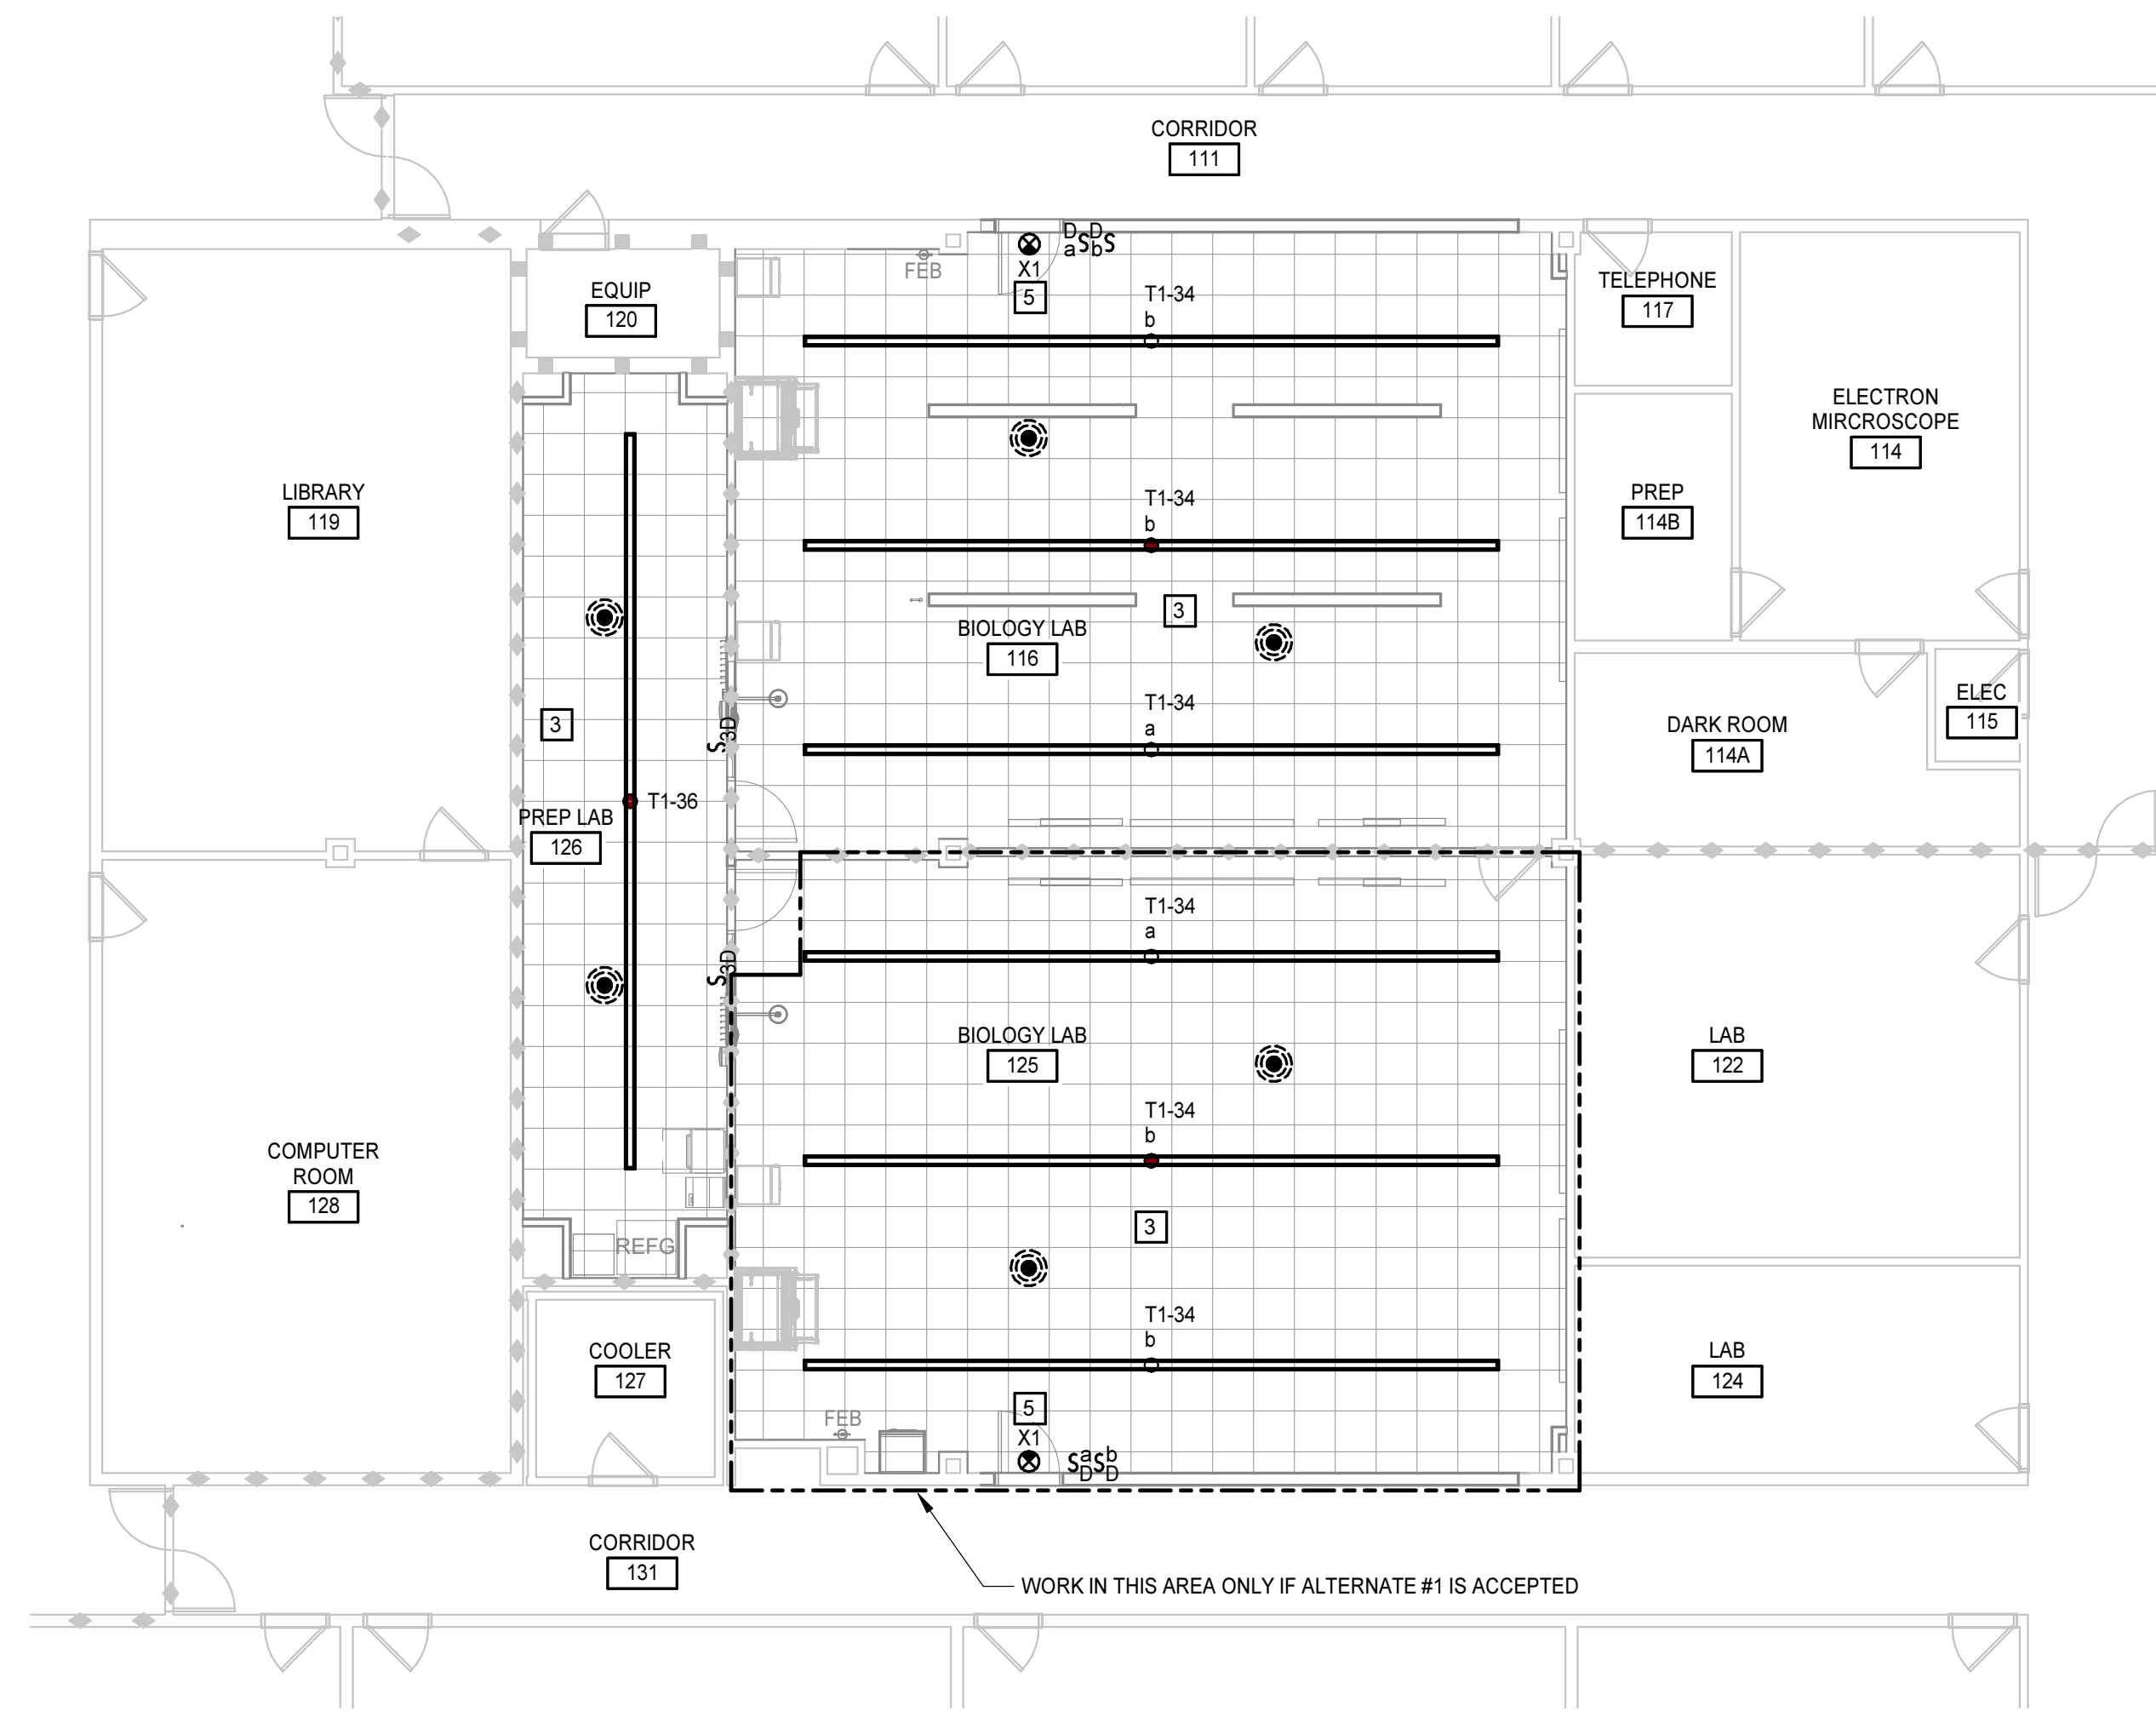 CORRIDOR
111
D D
a S b S
FEB
X1
5
T1-34
b
EQUIP
120
TELEPHONE
117
ELECTRON
MIRCROSCOPE
114
LIBRARY
119
T1-34
b
PREP
114B
3
BIOLOGY LAB
116
3
S3D
T1-34
a
DARK ROOM
114A
ELEC
115
T1-36
PREP LAB
126
T1-34
a
S3D
BIOLOGY LAB
125
LAB
122
T1-34
b
COMPUTER
ROOM
128
3
REFG
T1-34
b
COOLER
127
LAB
124
FEB
5
X1
S a S b
D D
CORRIDOR
131
WORK IN THIS AREA ONLY IF ALTERNATE #1 IS ACCEPTED